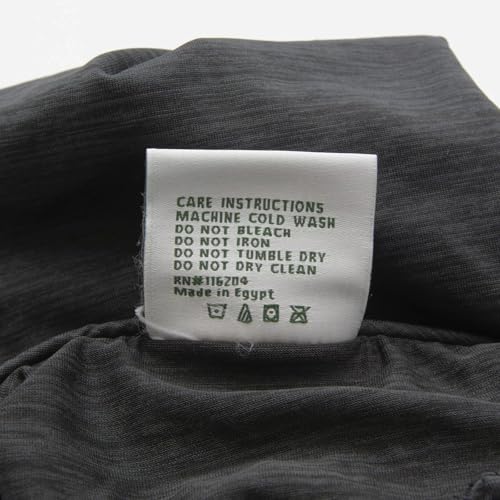 CARE INSTRUCTIONS
MACHINE COLD WASH
DO NOT BLEACH
DO NOT IRON
DO NOT TUMBLE DRY
DO NOT DRY CLEAN
RN#116204
Made in Egypt